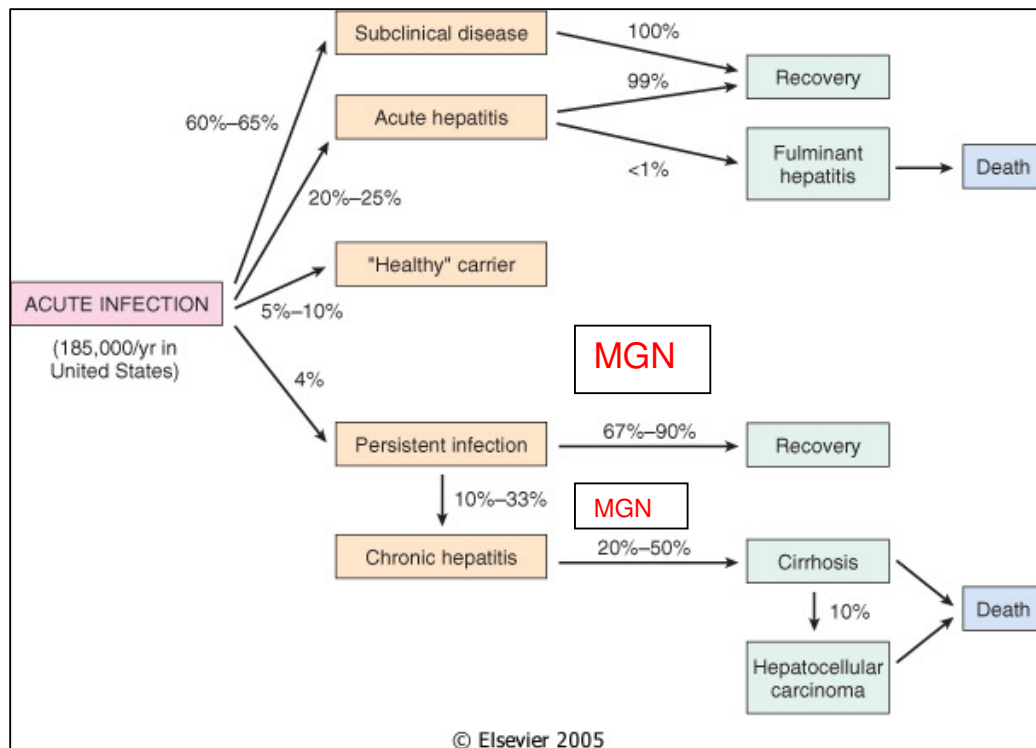 Subclinical disease
100%
Recovery
99%
60%–65%
Acute hepatitis
<1%
Fulminant
hepatitis
Death
20%–25%
"Healthy" carrier
ACUTE INFECTION
5%–10%
(185,000/yr in
United States)
MGN
4%
Persistent infection
67%–90%
Recovery
10%–33%
MGN
Chronic hepatitis
20%–50%
Cirrhosis
10%
Death
Hepatocellular
carcinoma
© Elsevier 2005